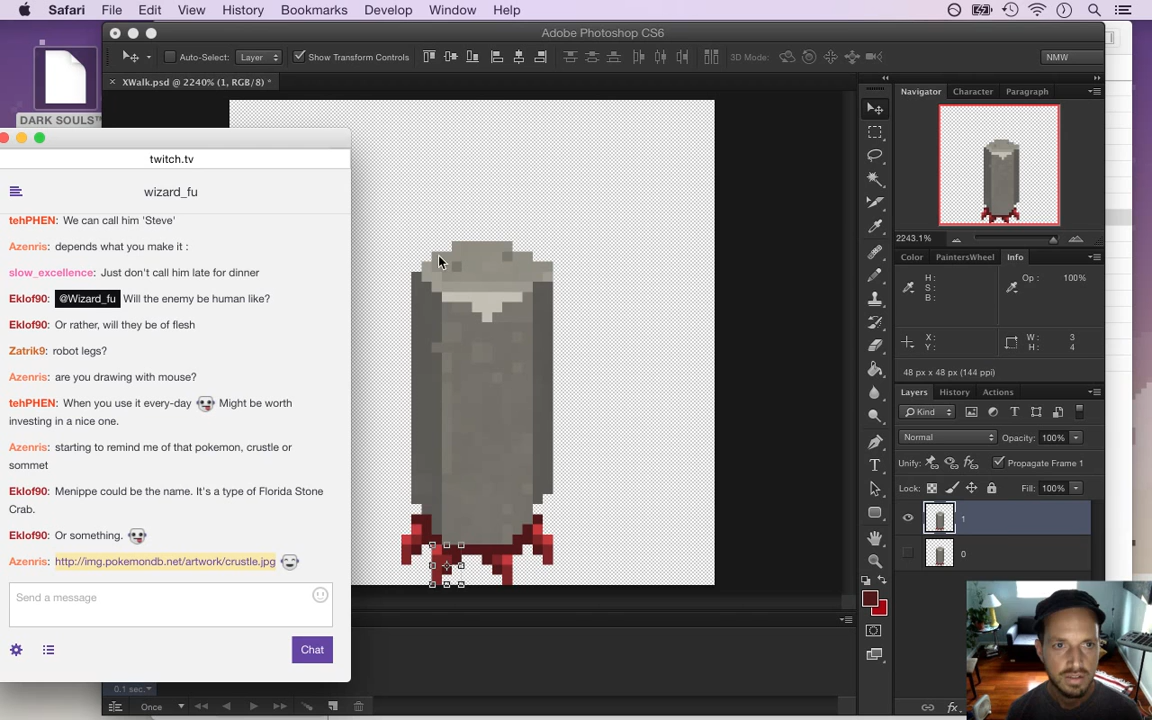 Safari File Edit View History Bookmarks Develop Window Help
Adobe Photoshop CS6
Auto-Select: Layer Show Transform Controls 3D Mode: NMW
XWalk.psd @ 2240% (1, RGB/8) *
Navigator Character Paragraph
DARK SOULS™
twitch.tv
wizard_fu
tehPHEN: We can call him 'Steve'
Azenris: depends what you make it :
slow_excellence: Just don't call him late for dinner
Eklof90: @Wizard_fu Will the enemy be human like?
Eklof90: Or rather, will they be of flesh
Zatrik9: robot legs?
Azenris: are you drawing with mouse?
tehPHEN: When you use it every-day Might be worth
investing in a nice one.
Azenris: starting to remind me of that pokemon, crustle or
sommet
Eklof90: Menippe could be the name. It's a type of Florida Stone
Crab.
Eklof90: Or something.
Azenris: http://img.pokemondb.net/artwork/crustle.jpg
Send a message
Chat
2243.1%
Color PaintersWheel Info
H:
S:
B:
Op: 100%
X:
Y:
W: 3
H: 4
48 px x 48 px (144 ppi)
Layers History Actions
Kind
Normal Opacity: 100%
Unify: Propagate Frame 1
Lock: Fill: 100%
1
0
0.1 sec.
Once